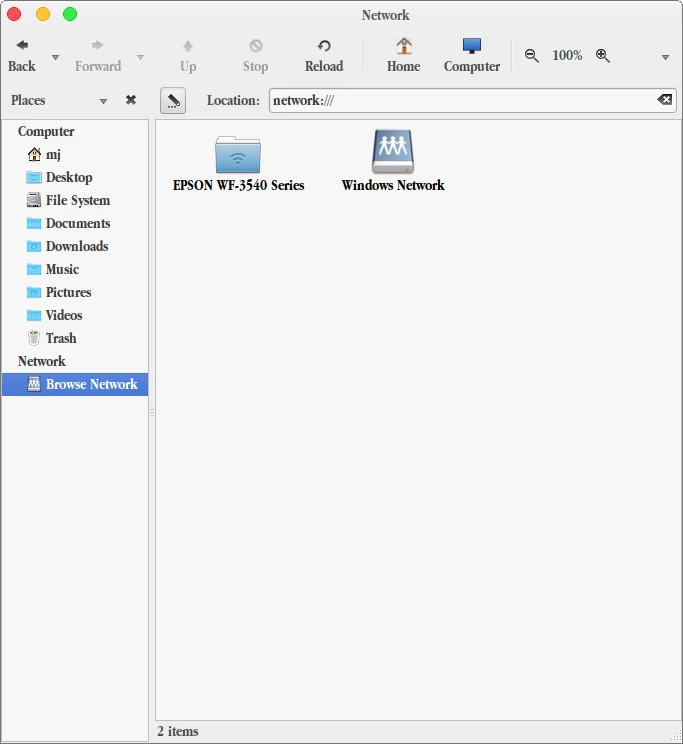 Network
Back
Forward
Up
Stop
Reload
Home
Computer
100%
Places
Location:
network:///
Computer
mj
Desktop
File System
Documents
Downloads
Music
Pictures
Videos
Trash
Network
Browse Network
EPSON WF-3540 Series
Windows Network
2 items